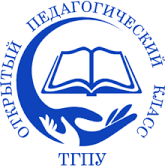 ОТКРЫТЫЙ ПЕДАГОГИЧЕСКИЙ КЛАСС
ТГПУ